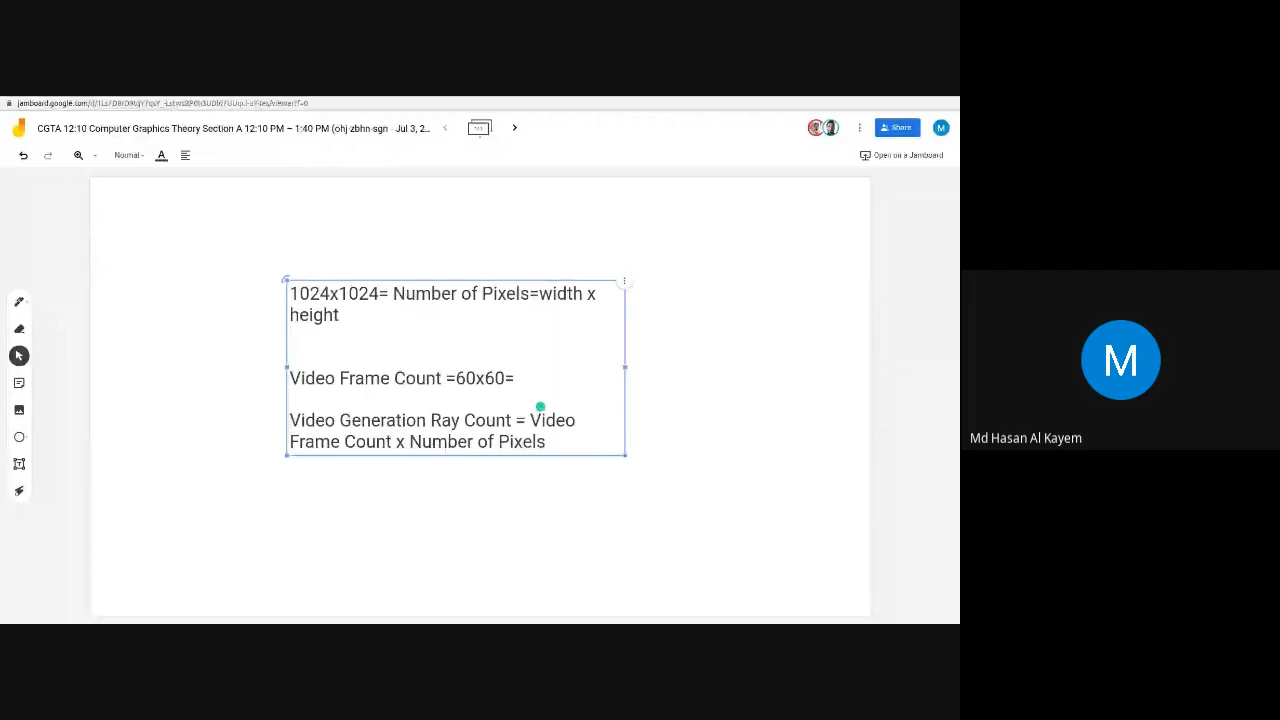 CGTA 12:10 Computer Graphics Theory Section A 12:10 PM – 1:40 PM (ohj-zbhn-sgn - Jul 3, 2...
Share
M
Normal
A
Open on a Jamboard
1024x1024= Number of Pixels=width x
height
Video Frame Count =60x60=
Video Generation Ray Count = Video
Frame Count x Number of Pixels
M
Md Hasan Al Kayem